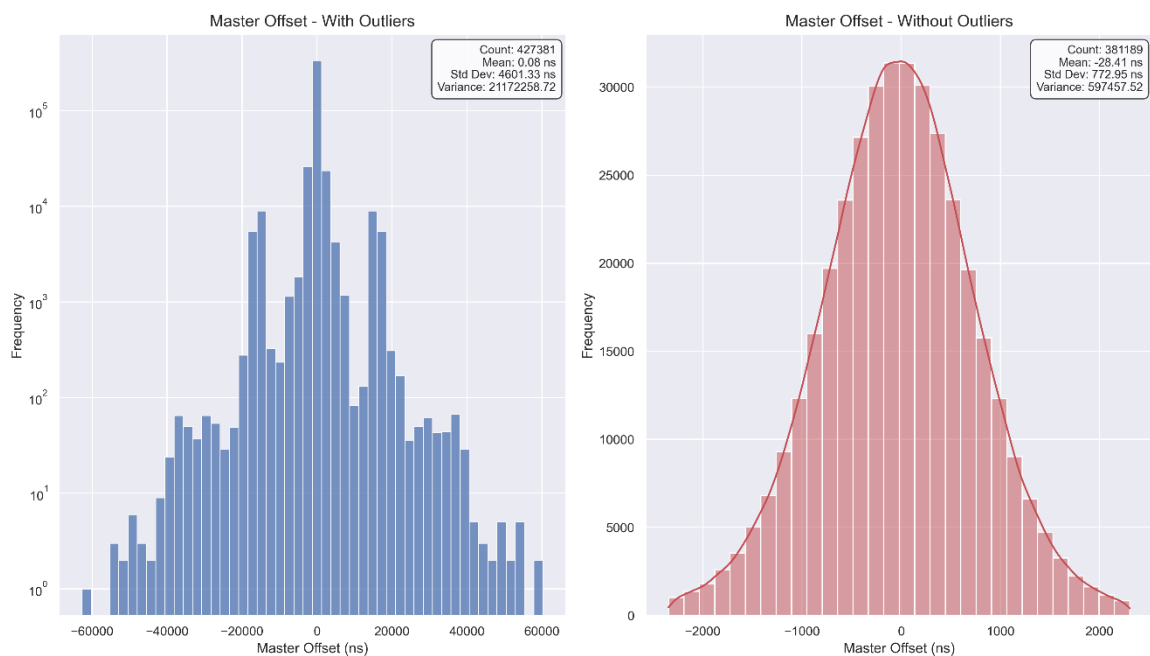 Master Offset - With Outliers
Count: 427381
Mean: 0.08 ns
Std Dev: 4601.33 ns
Variance: 21172258.72
10^5
10^4
10^3
10^2
10^1
10^0
Frequency
−60000 −40000 −20000 0 20000 40000 60000
Master Offset (ns)
Master Offset - Without Outliers
Count: 381189
Mean: -28.41 ns
Std Dev: 772.95 ns
Variance: 597457.52
30000
25000
20000
15000
10000
5000
0
Frequency
−2000 −1000 0 1000 2000
Master Offset (ns)